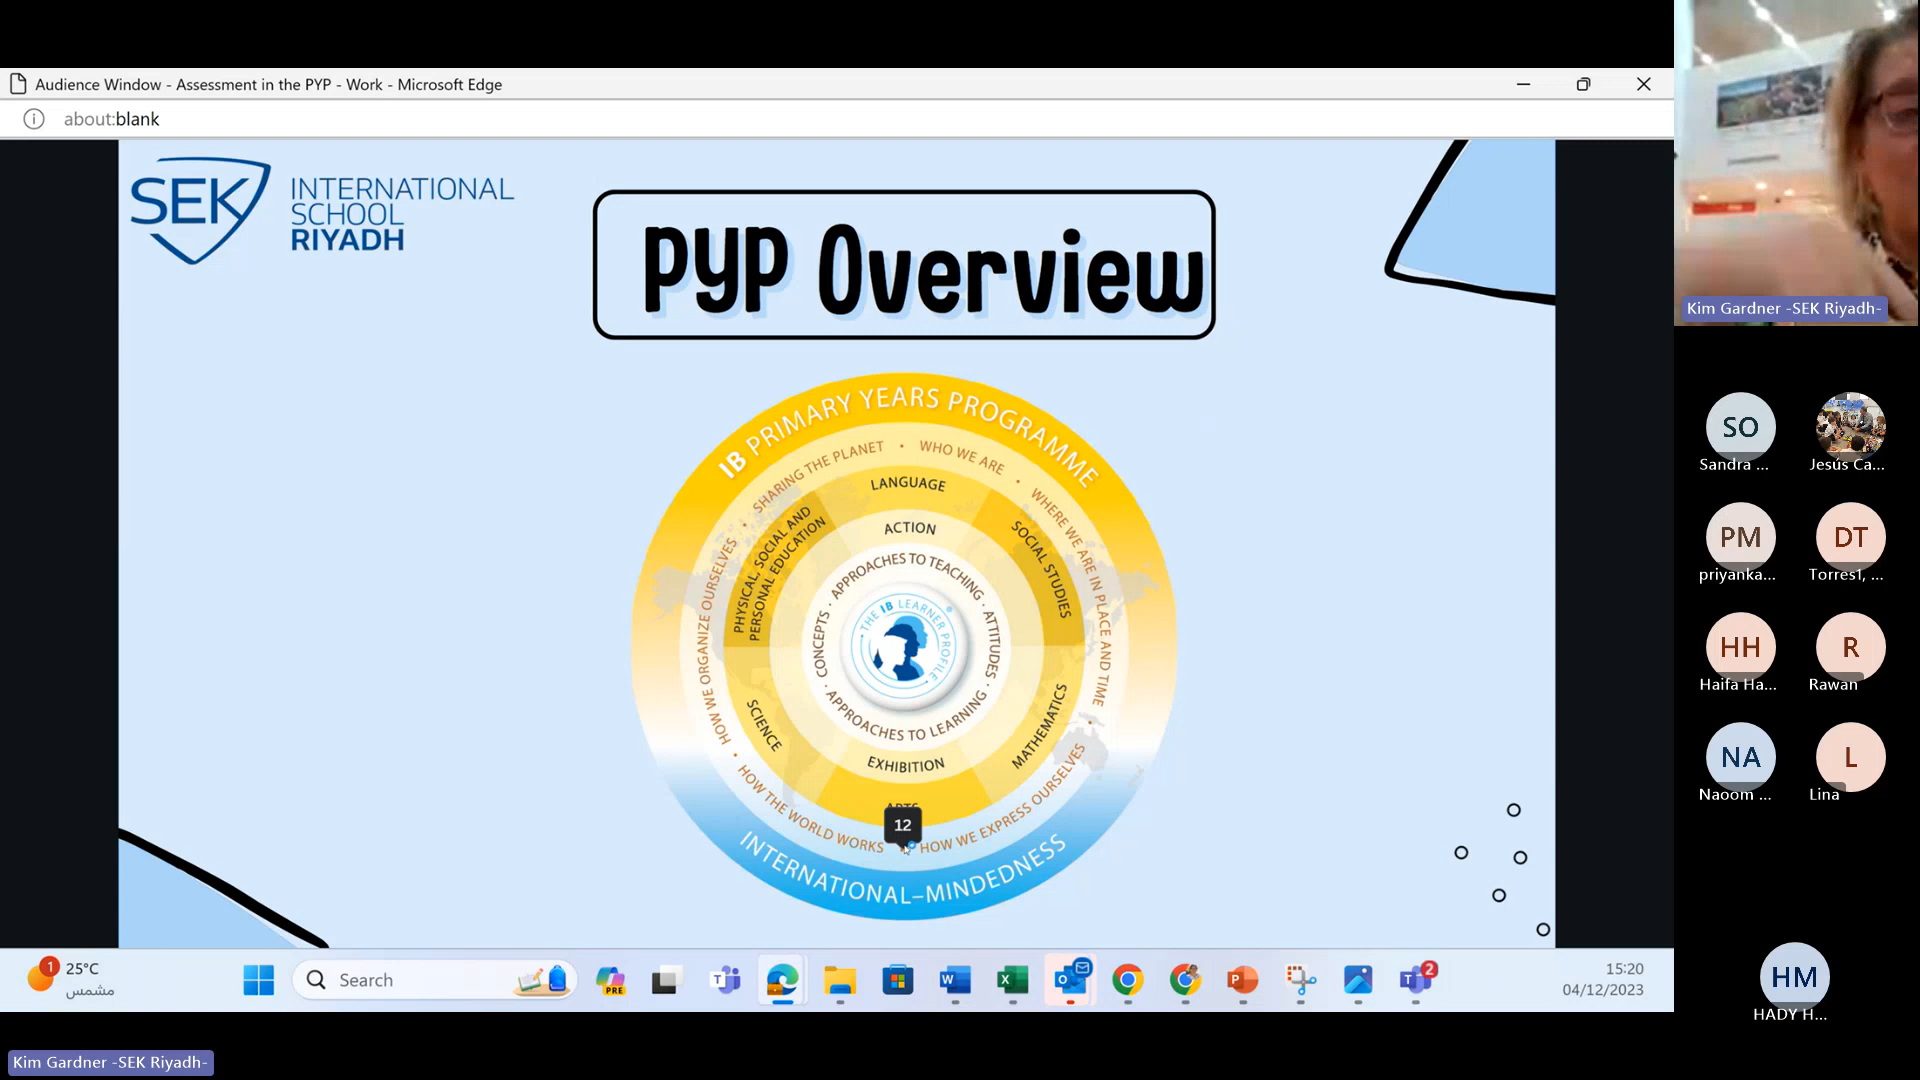 Audience Window - Assessment in the PYP - Work - Microsoft Edge
about:blank
SEK
INTERNATIONAL
SCHOOL
RIYADH
PYP Overview
IB PRIMARY YEARS PROGRAMME
SHARING THE PLANET • WHO WE ARE • WHERE WE ARE IN PLACE AND TIME •
HOW WE EXPRESS OURSELVES
HOW THE WORLD WORKS • HOW WE ORGANIZE OURSELVES •
LANGUAGE
SOCIAL STUDIES
MATHEMATICS
ARTS
SCIENCE
PHYSICAL, SOCIAL AND
PERSONAL EDUCATION
ACTION
EXHIBITION
APPROACHES TO TEACHING • ATTITUDES •
APPROACHES TO LEARNING • CONCEPTS •
THE IB LEARNER PROFILE
12
INTERNATIONAL–MINDEDNESS
1
25°C
مشمس
Search
PRE
2
15:20
04/12/2023
Kim Gardner -SEK Riyadh-
SO
Sandra ...
Jesús Ca...
PM
priyanka...
DT
Torres1, ...
HH
Haifa Ha...
R
Rawan
NA
Naoom ...
L
Lina
HM
HADY H...
Kim Gardner -SEK Riyadh-